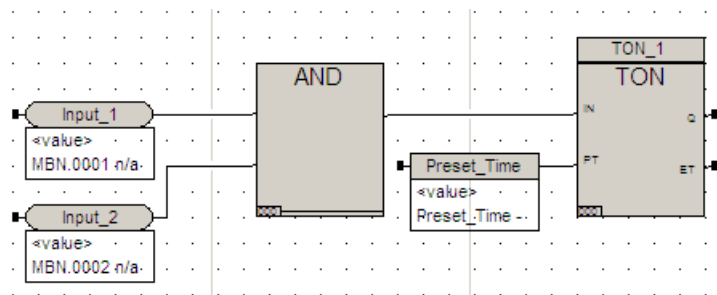 TON_1
AND
TON
Input_1
IN
Q
<value>
MBN.0001 n/a-
Preset_Time
PT
ET
<value>
Preset_Time -
Input_2
<value>
MBN.0002 n/a-